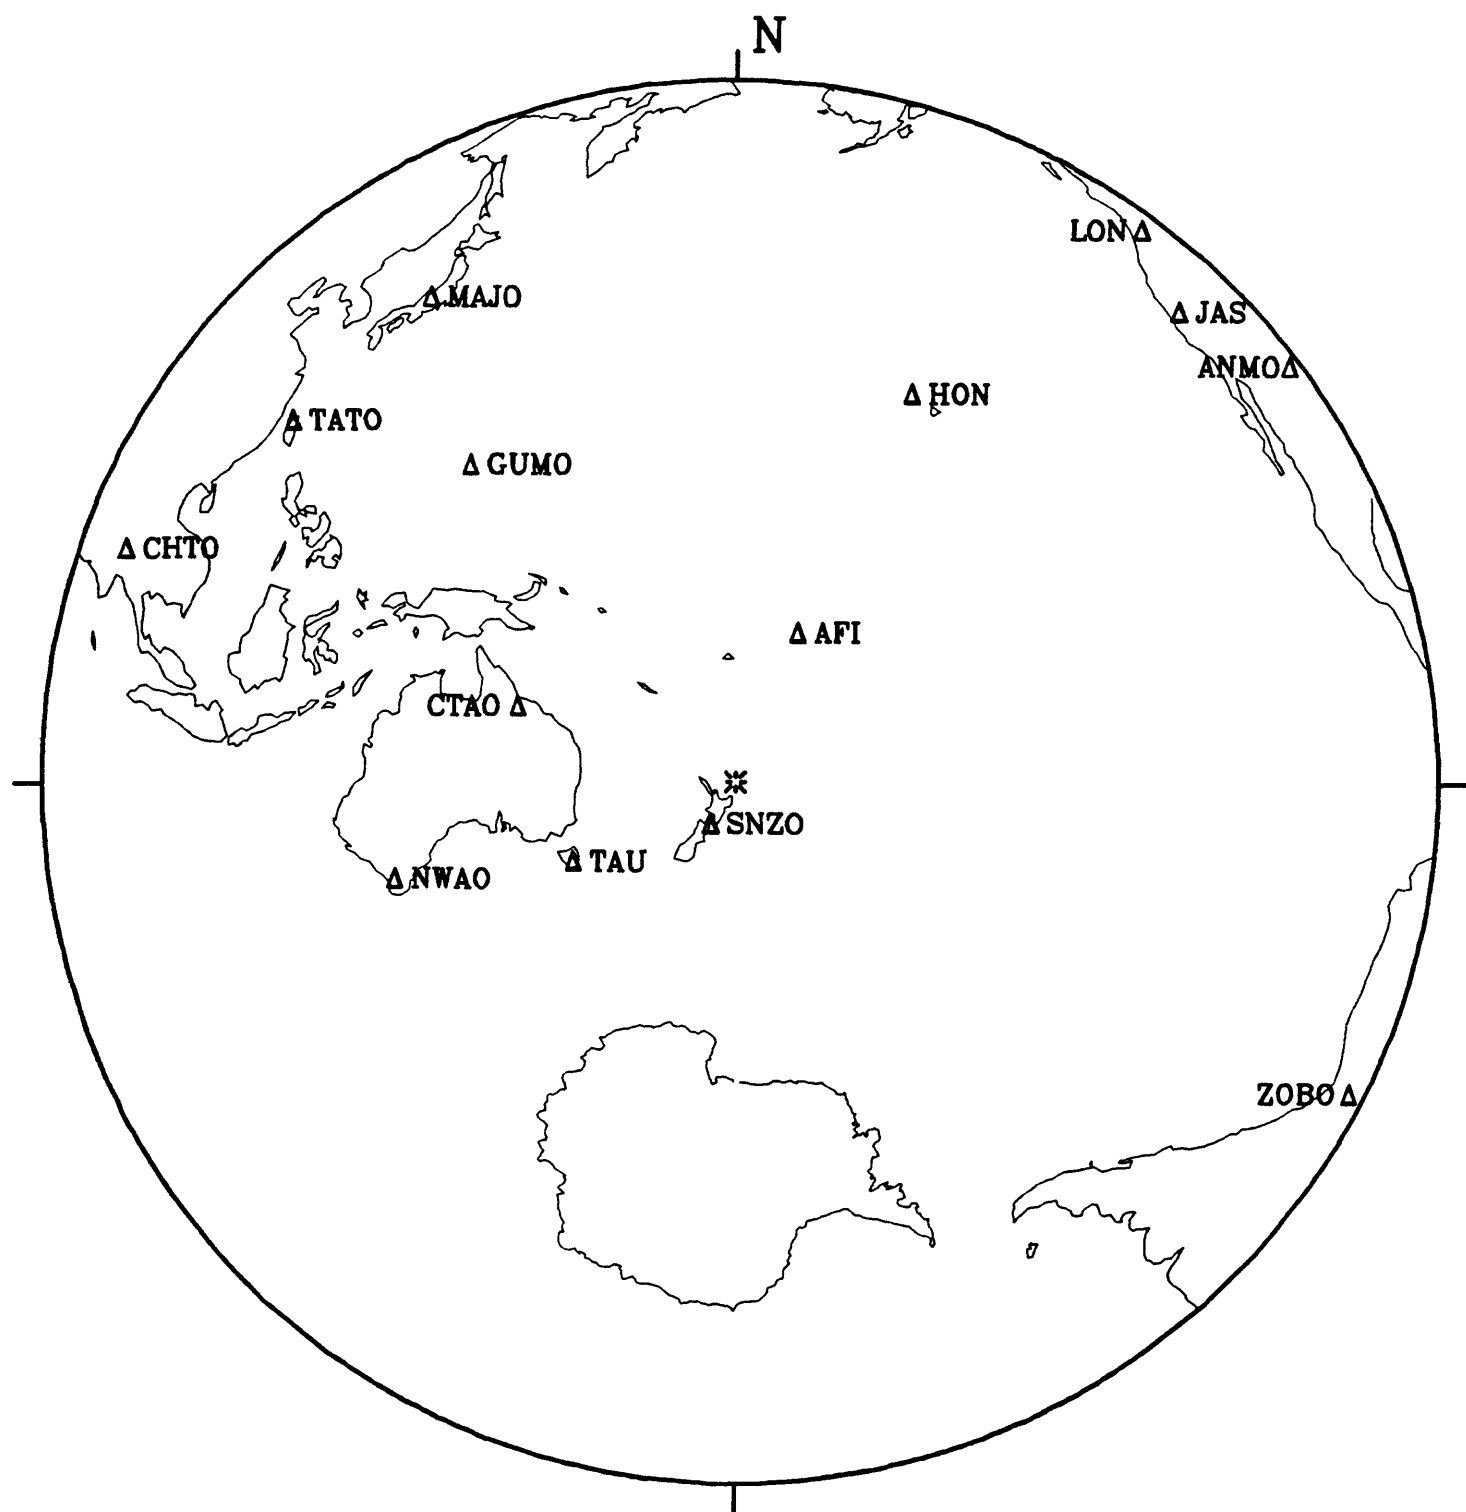 N
LON
MAJO
JAS
ANMO
HON
TATO
GUMO
CHTO
AFI
CTAO
SNZO
TAU
NWAO
ZOBO